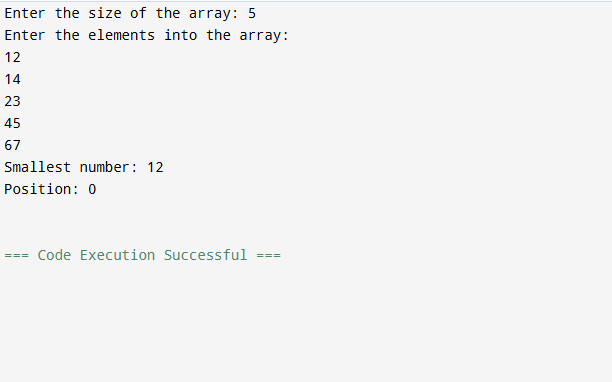 Enter the size of the array: 5
Enter the elements into the array:
12
14
23
45
67
Smallest number: 12
Position: 0
=== Code Execution Successful ===